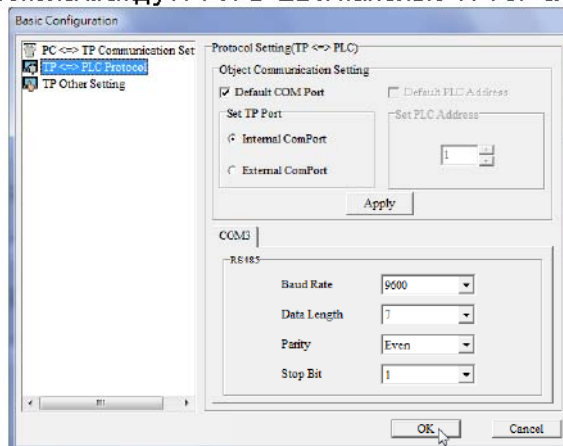 Basic Configuration
PC <=> TP Communication Set
TP <=> PLC Protocol
TP Other Setting
Protocol Setting(TP <=> PLC)
Object Communication Setting
Default COM Port
Default PLC Address
Set TP Port
Internal ComPort
External ComPort
Set PLC Address
1
Apply
COM3
RS485
Baud Rate 9600
Data Length 7
Parity Even
Stop Bit 1
OK Cancel